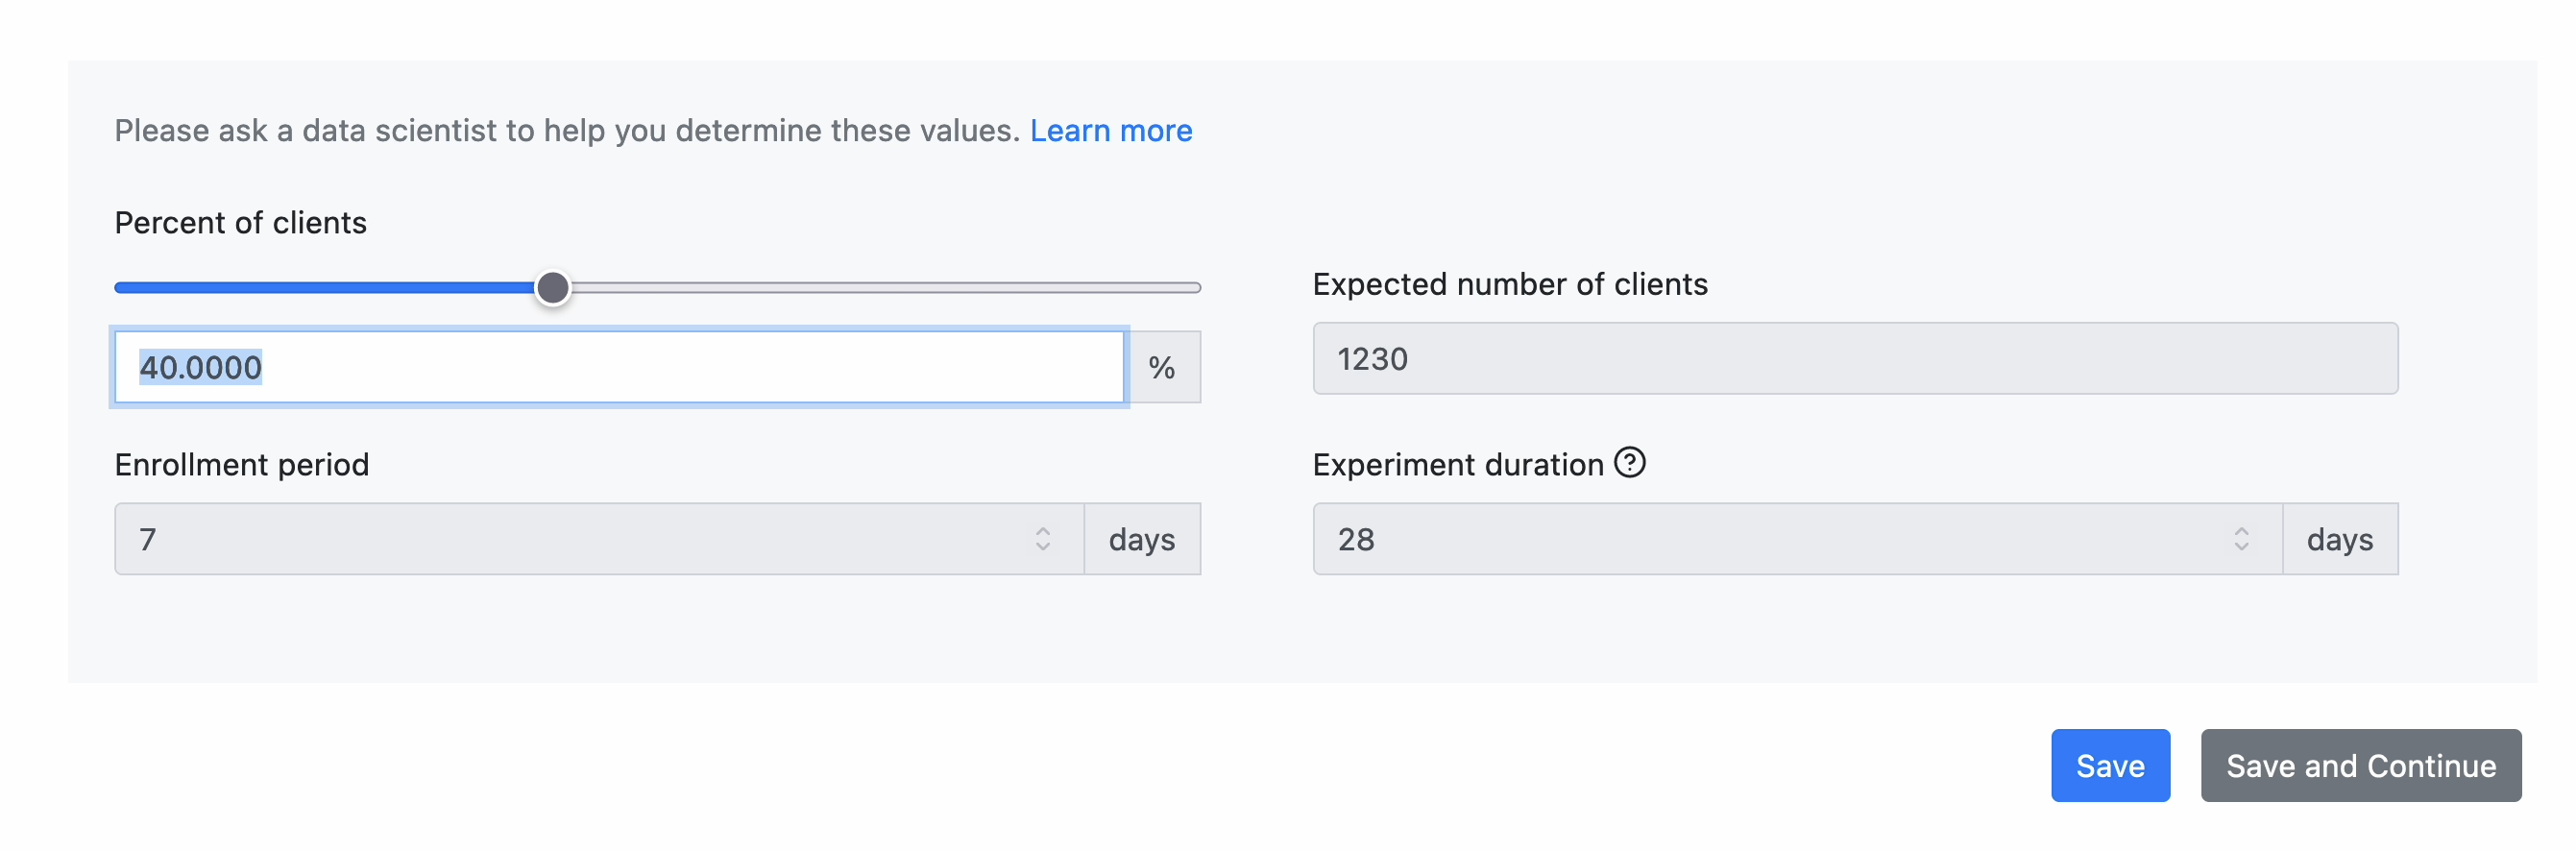 Please ask a data scientist to help you determine these values. Learn more
Percent of clients
Expected number of clients
40.0000 %
1230
Enrollment period
Experiment duration
7 days
28 days
Save
Save and Continue